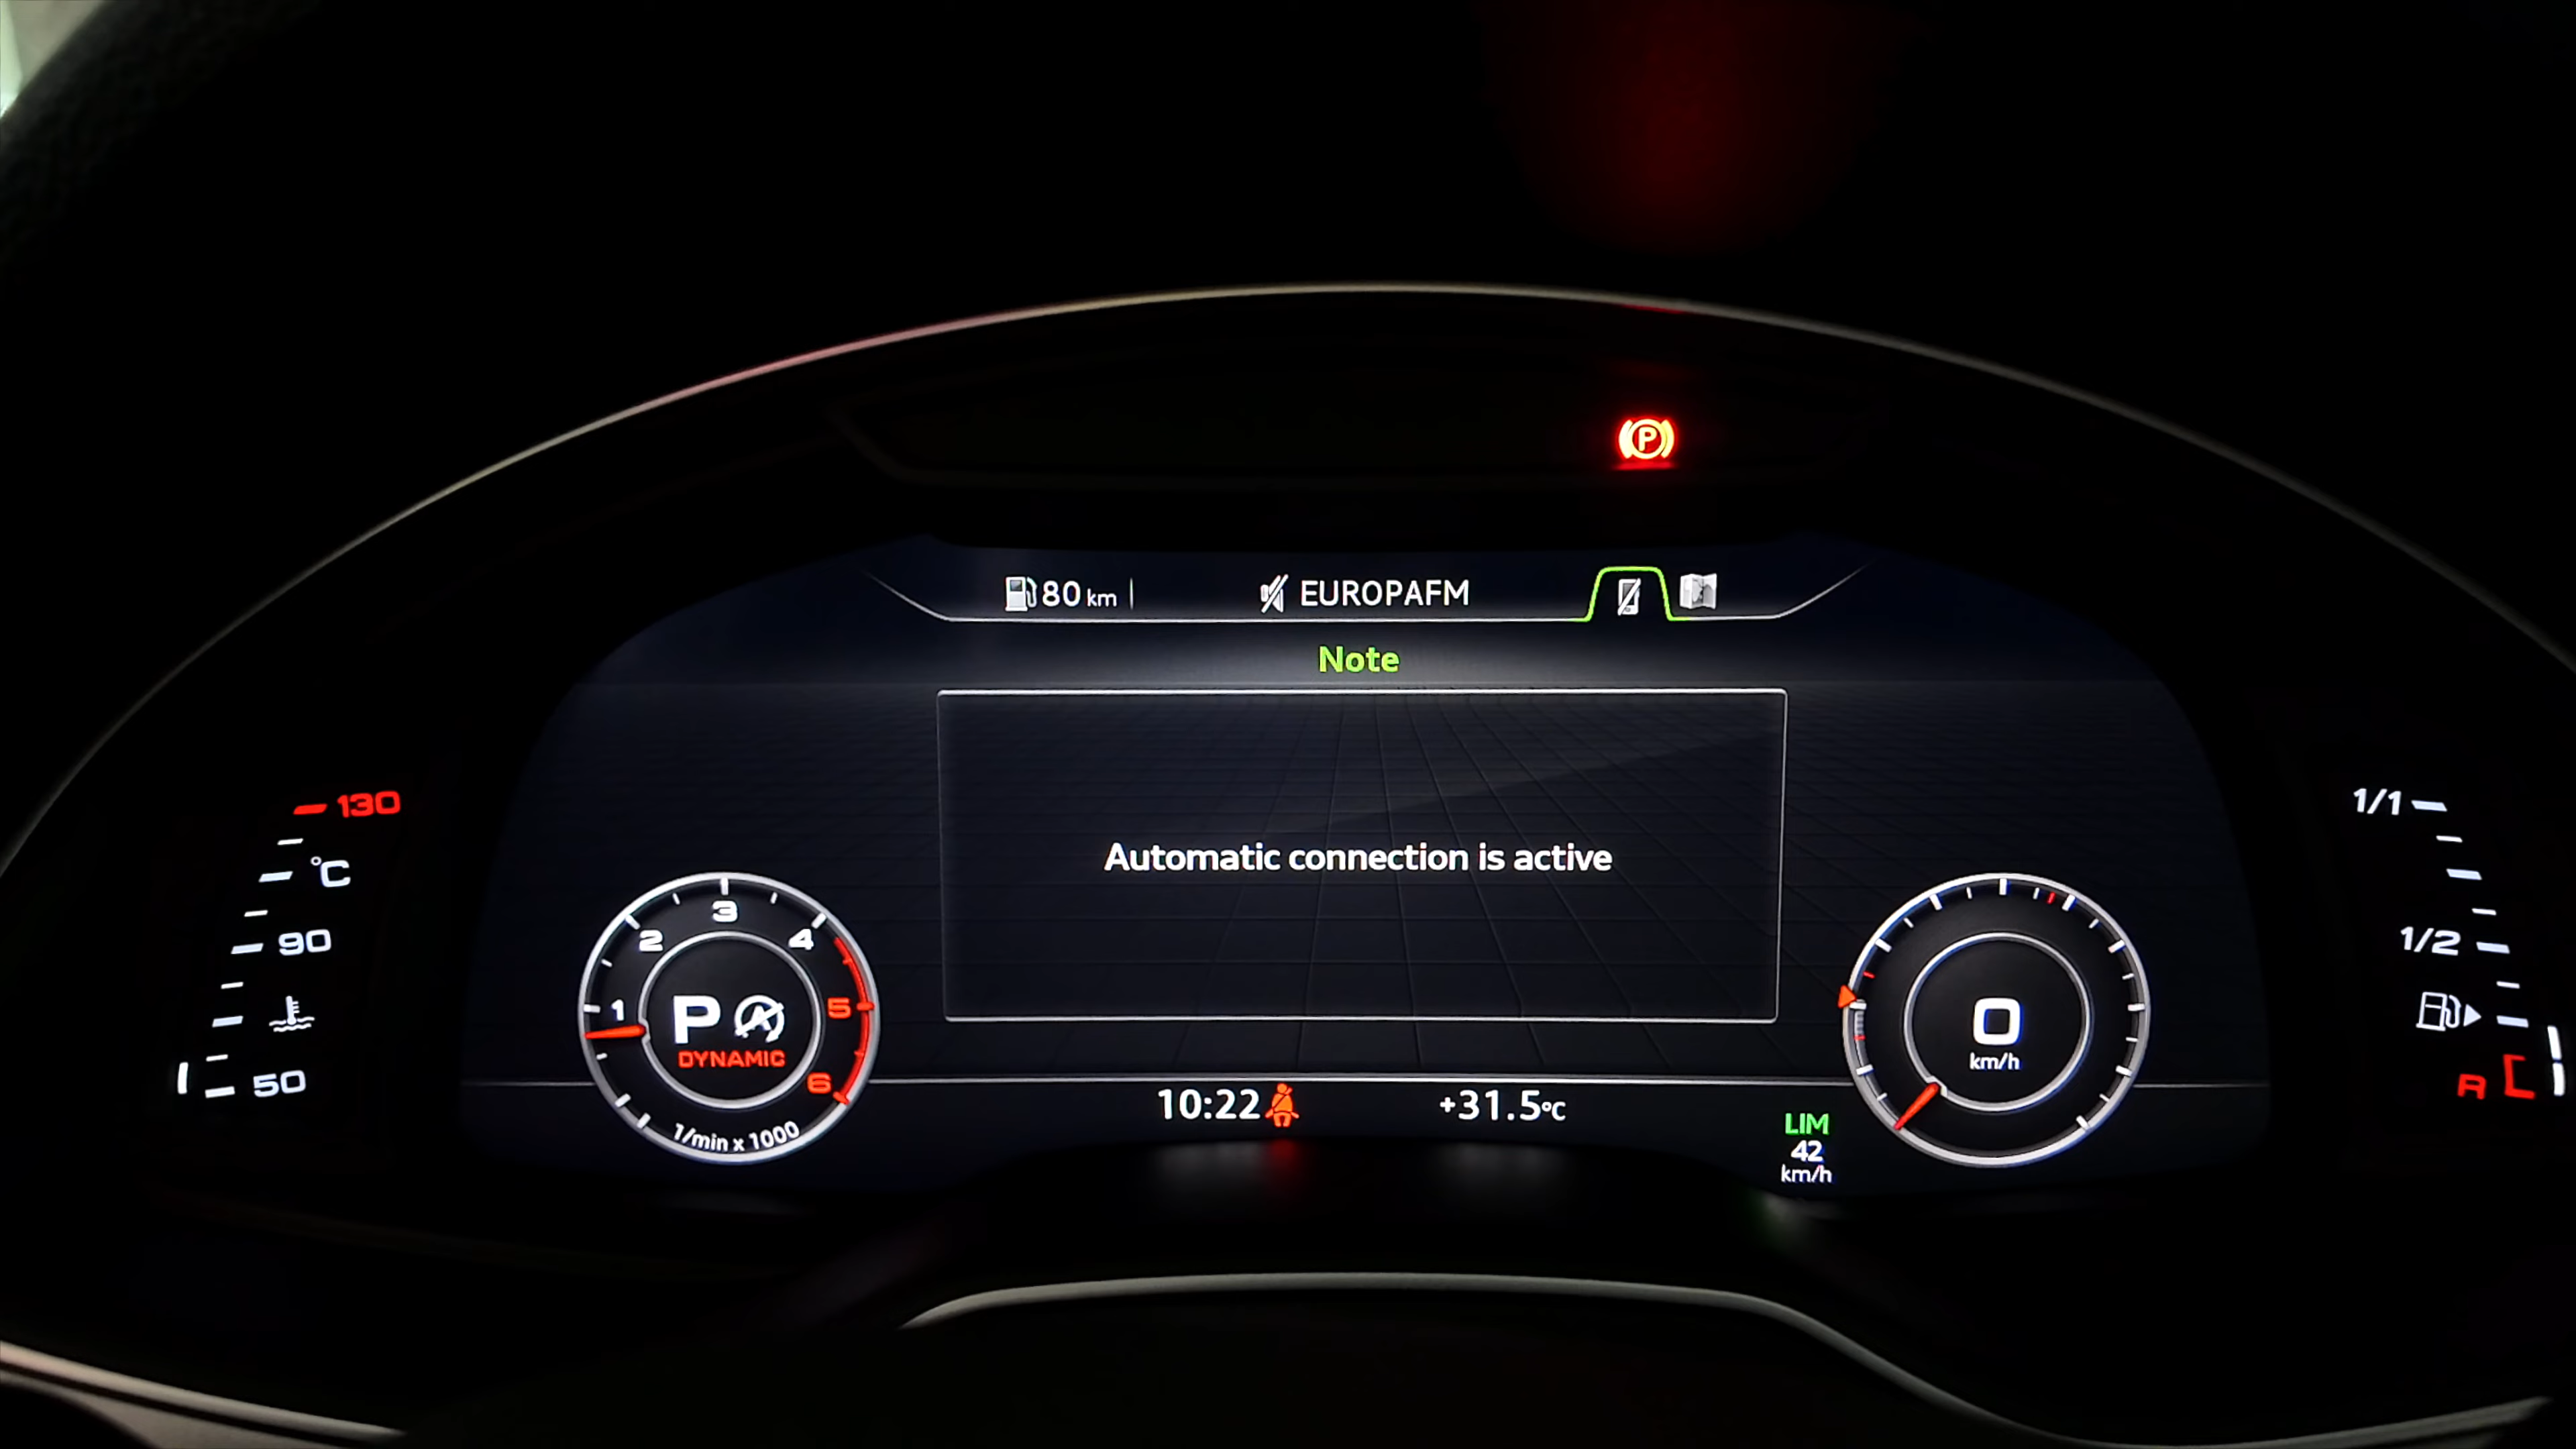 P
80 km
EUROPAFM
Note
Automatic connection is active
130
°C
90
50
1
2
3
4
5
6
P A
DYNAMIC
1/min x 1000
10:22
+31.5°C
LIM
42
km/h
0
km/h
1/1
1/2
R